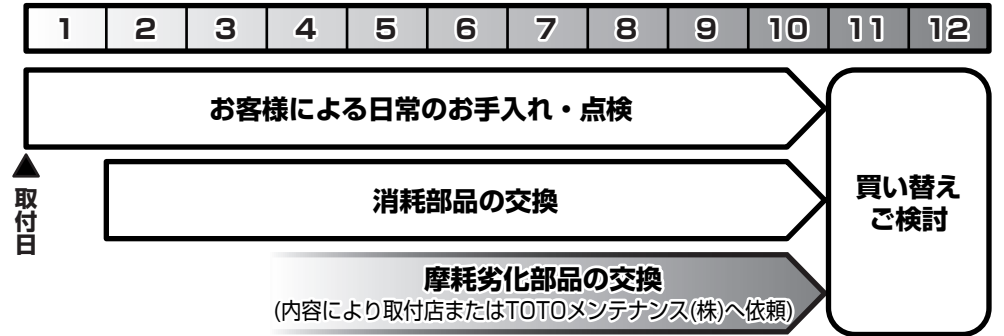 1 2 3 4 5 6 7 8 9 10 11 12
お客様による日常のお手入れ・点検
取付日
消耗部品の交換
摩耗劣化部品の交換
(内容により取付店またはTOTOメンテナンス(株)へ依頼)
買い替え
ご検討